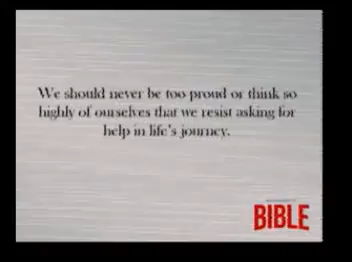 We should never be too proud or think so
highly of ourselves that we resist asking for
help in life's journey.
BIBLE